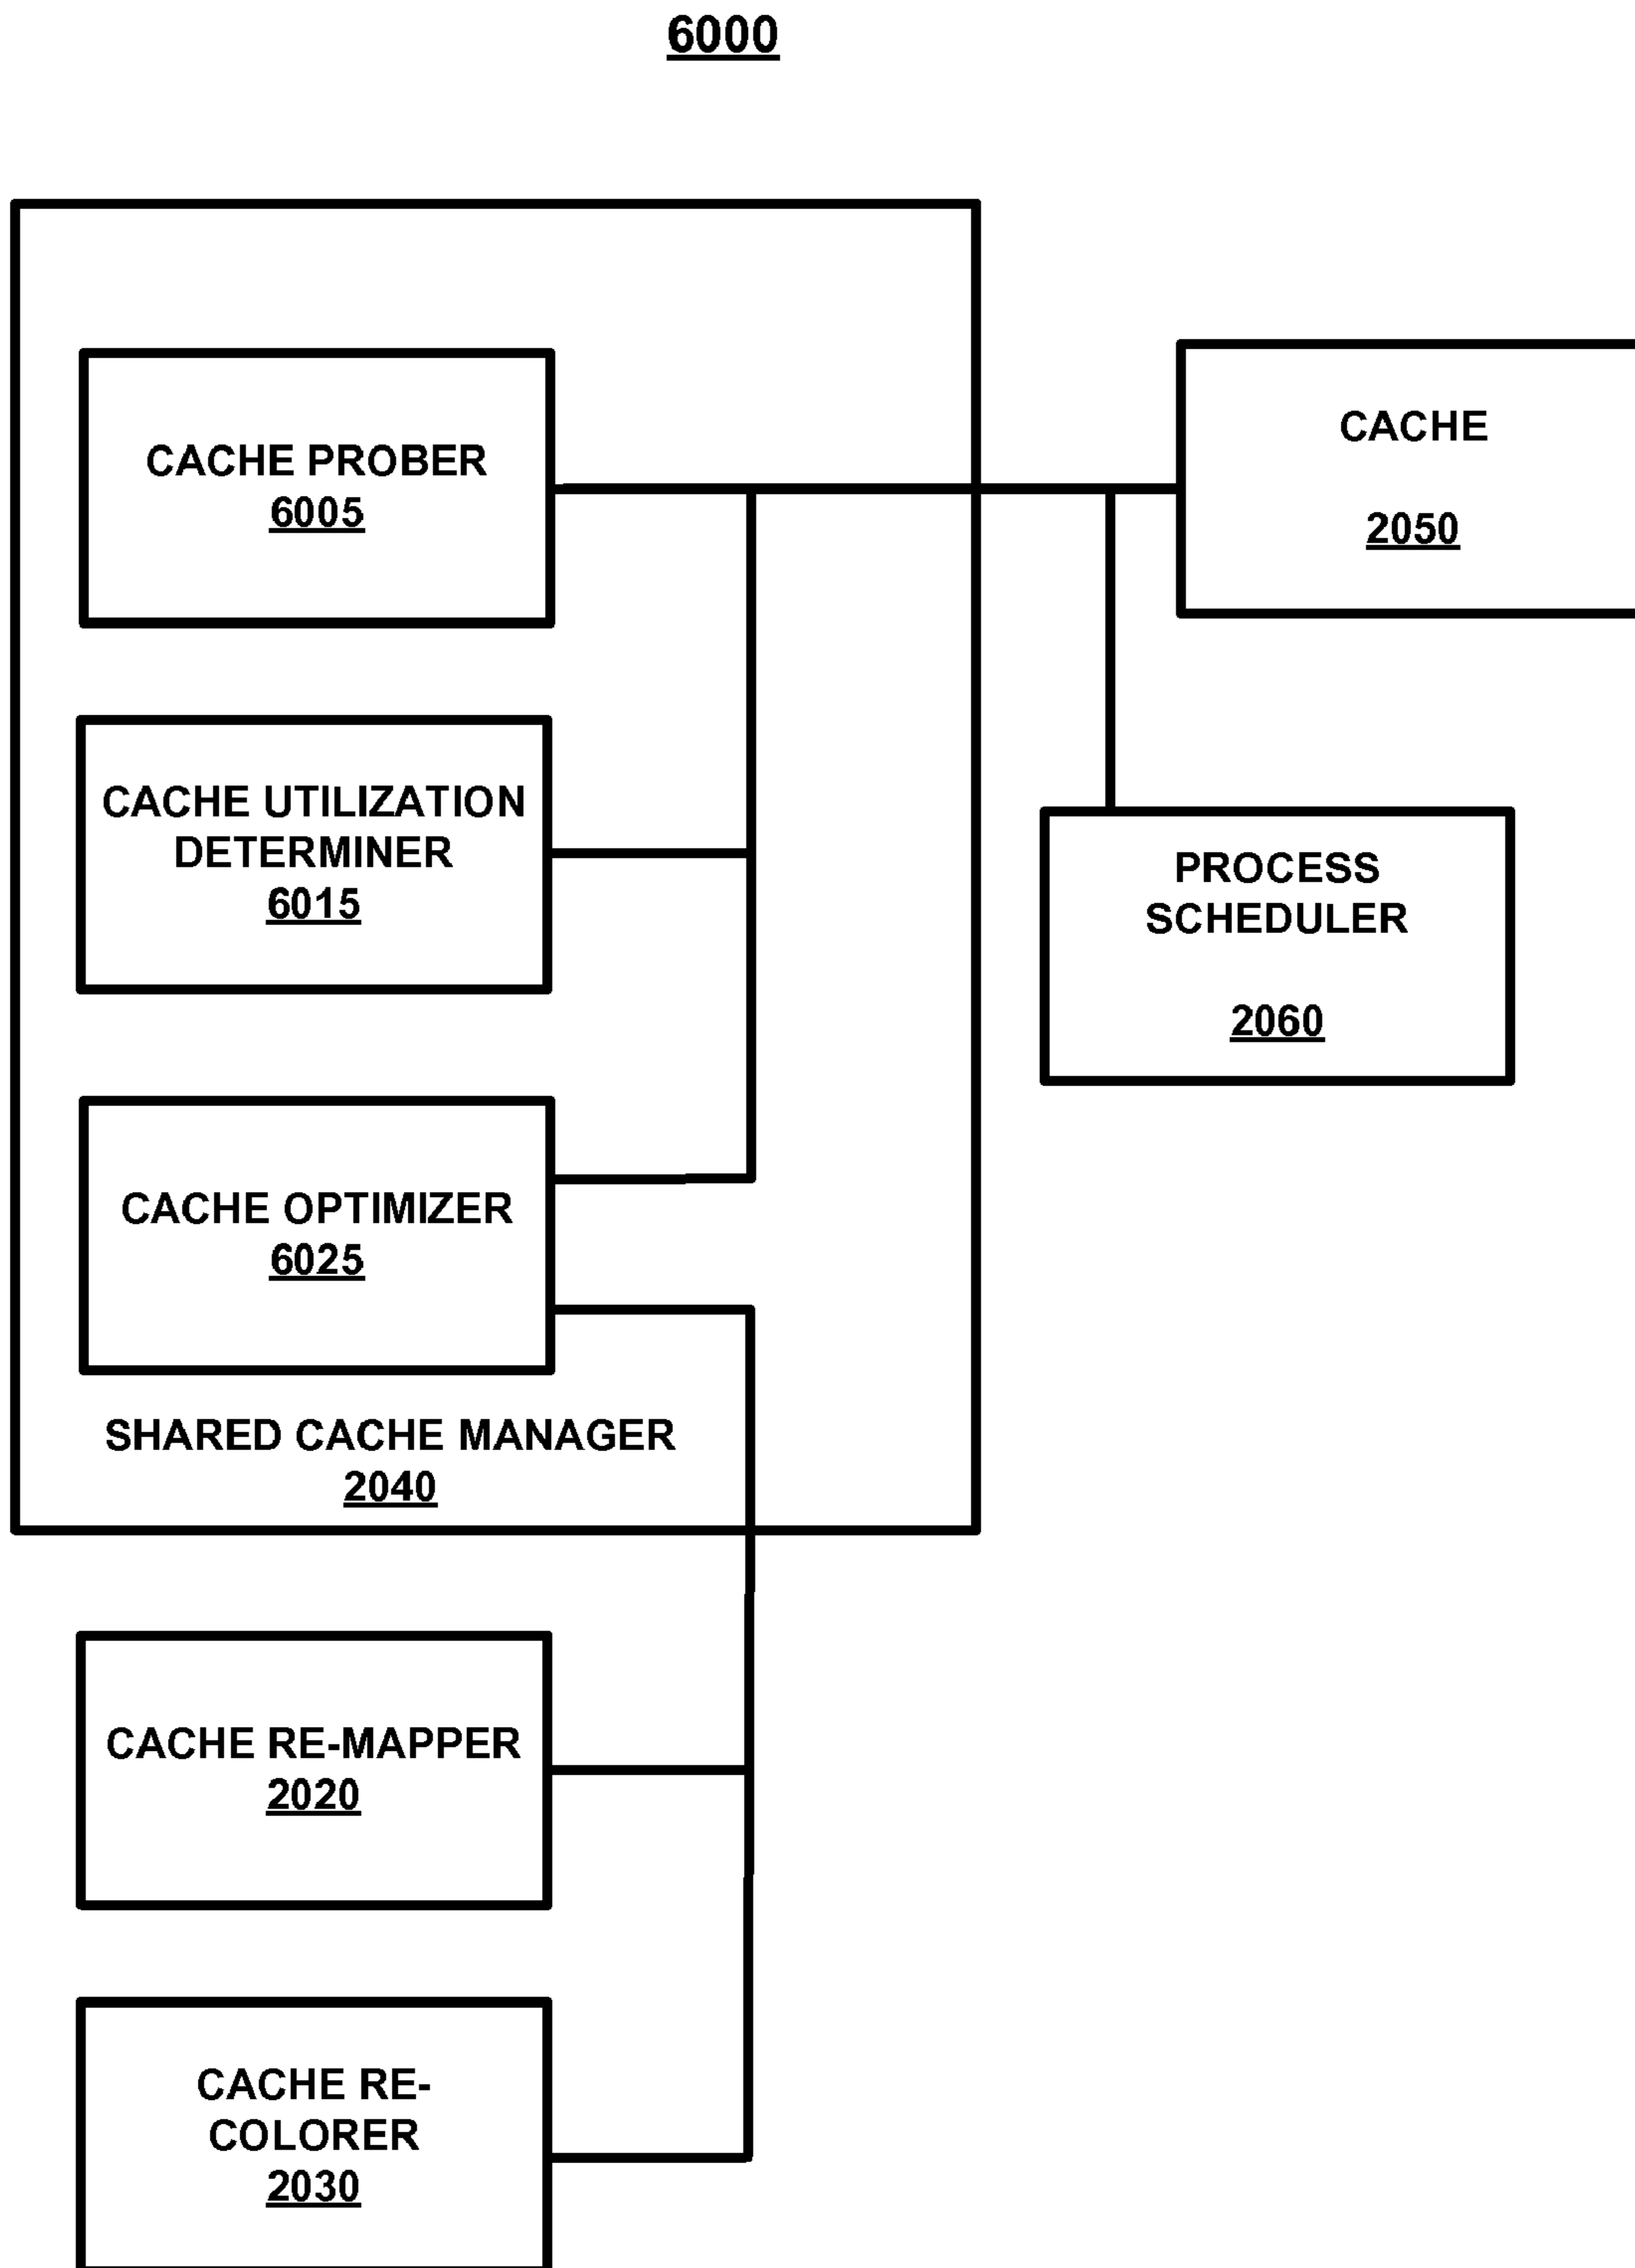 6000
CACHE PROBER
6005
CACHE
2050
CACHE UTILIZATION
DETERMINER
6015
PROCESS
SCHEDULER
2060
CACHE OPTIMIZER
6025
SHARED CACHE MANAGER
2040
CACHE RE-MAPPER
2020
CACHE RE-
COLORER
2030